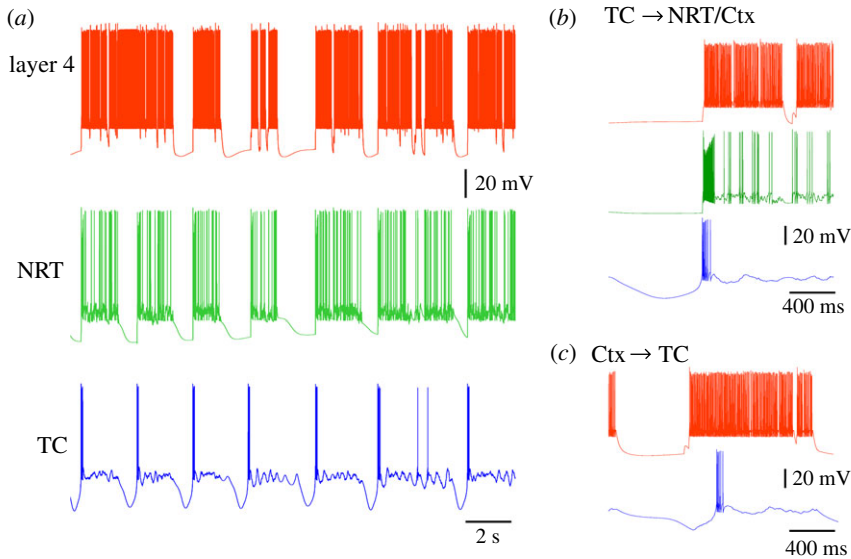 (a)
layer 4
20 mV
NRT
TC
2 s
(b) TC → NRT/Ctx
20 mV
400 ms
(c) Ctx → TC
20 mV
400 ms